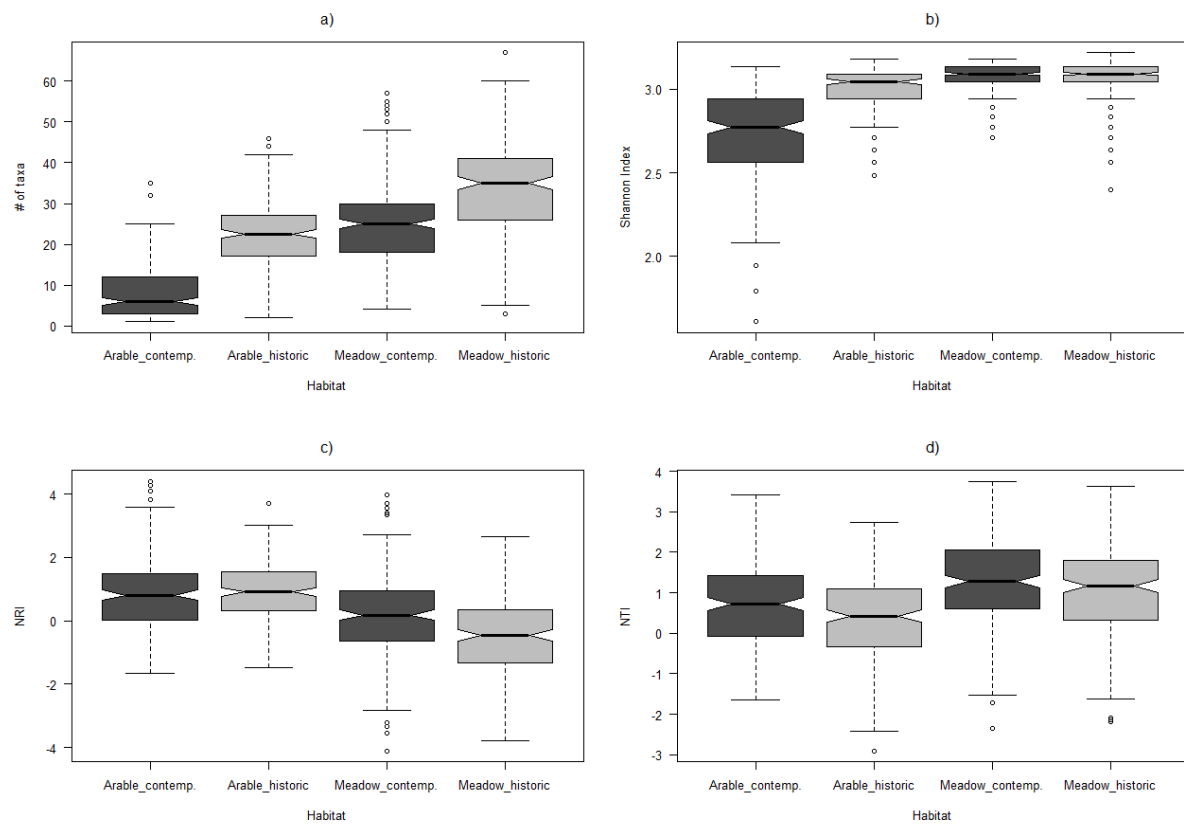 a)
# of taxa
60
50
40
30
20
10
0
Arable_contemp. Arable_historic Meadow_contemp. Meadow_historic
Habitat
b)
Shannon Index
3.0
2.5
2.0
Arable_contemp. Arable_historic Meadow_contemp. Meadow_historic
Habitat
c)
NRI
4
2
0
-2
-4
Arable_contemp. Arable_historic Meadow_contemp. Meadow_historic
Habitat
d)
NTI
4
3
2
1
0
-1
-2
-3
Arable_contemp. Arable_historic Meadow_contemp. Meadow_historic
Habitat